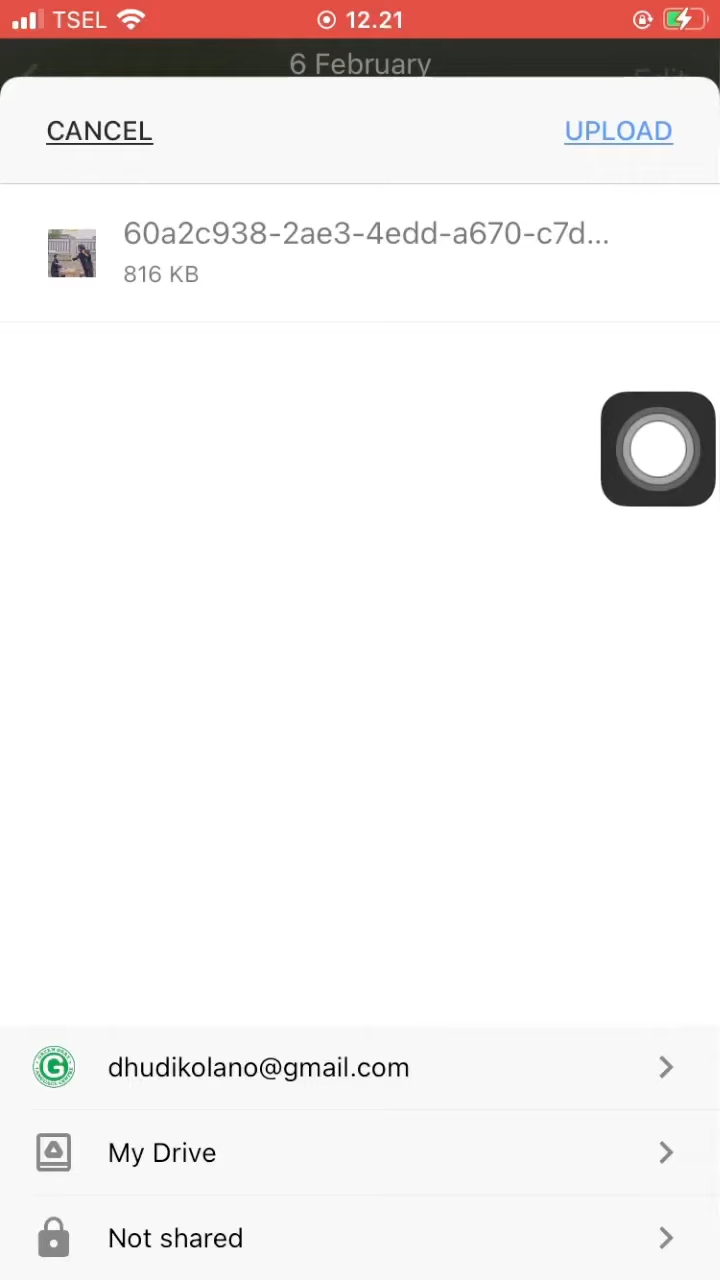 TSEL 12.21
6 February
CANCEL UPLOAD
60a2c938-2ae3-4edd-a670-c7d...
816 KB
G dhudikolano@gmail.com
My Drive
Not shared